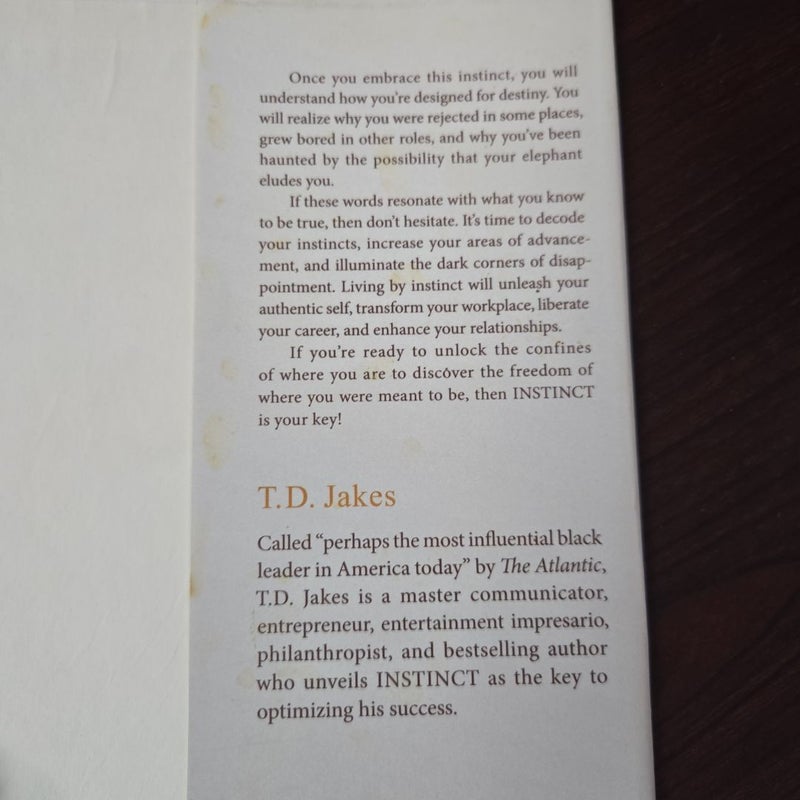 Once you embrace this instinct, you will
understand how you're designed for destiny. You
will realize why you were rejected in some places,
grew bored in other roles, and why you've been
haunted by the possibility that your elephant
eludes you.
If these words resonate with what you know
to be true, then don't hesitate. It's time to decode
your instincts, increase your areas of advance-
ment, and illuminate the dark corners of disap-
pointment. Living by instinct will unleash your
authentic self, transform your workplace, liberate
your career, and enhance your relationships.
If you're ready to unlock the confines
of where you are to discover the freedom of
where you were meant to be, then INSTINCT
is your key!
T.D. Jakes
Called “perhaps the most influential black
leader in America today” by The Atlantic,
T.D. Jakes is a master communicator,
entrepreneur, entertainment impresario,
philanthropist, and bestselling author
who unveils INSTINCT as the key to
optimizing his success.